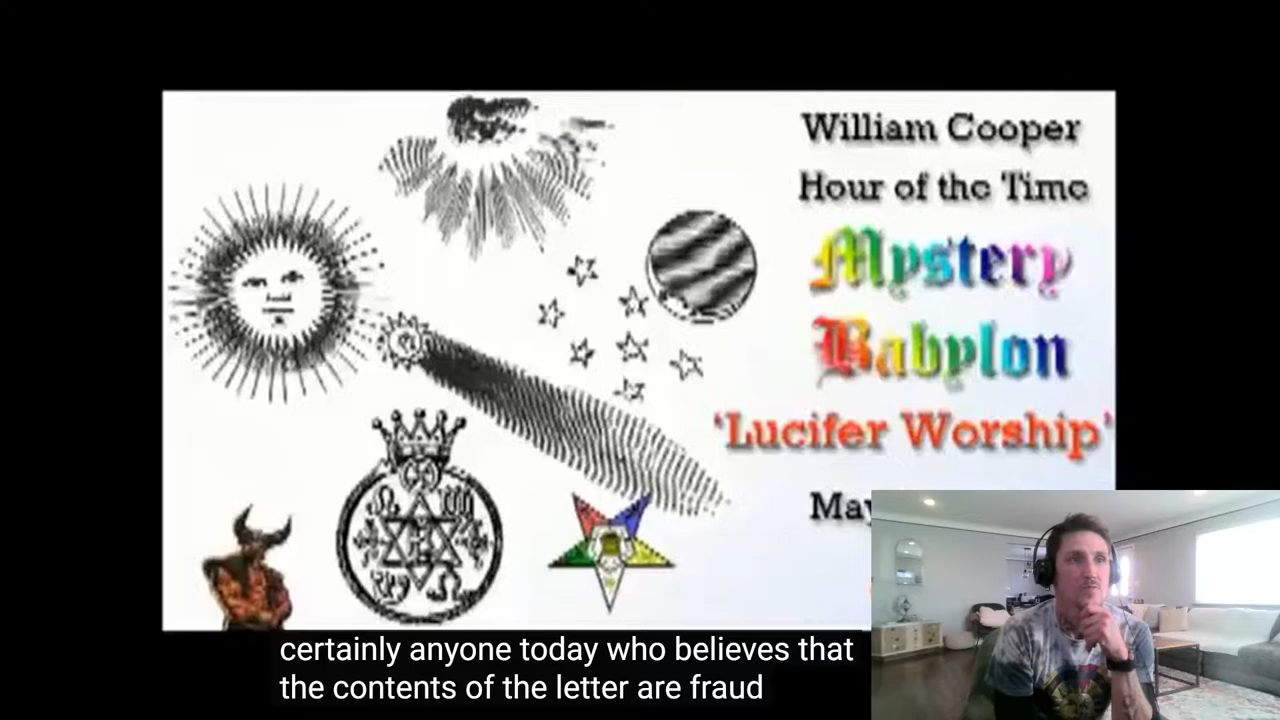 William Cooper
Hour of the Time
Mystery
Babylon
'Lucifer Worship'
May
certainly anyone today who believes that
the contents of the letter are fraud